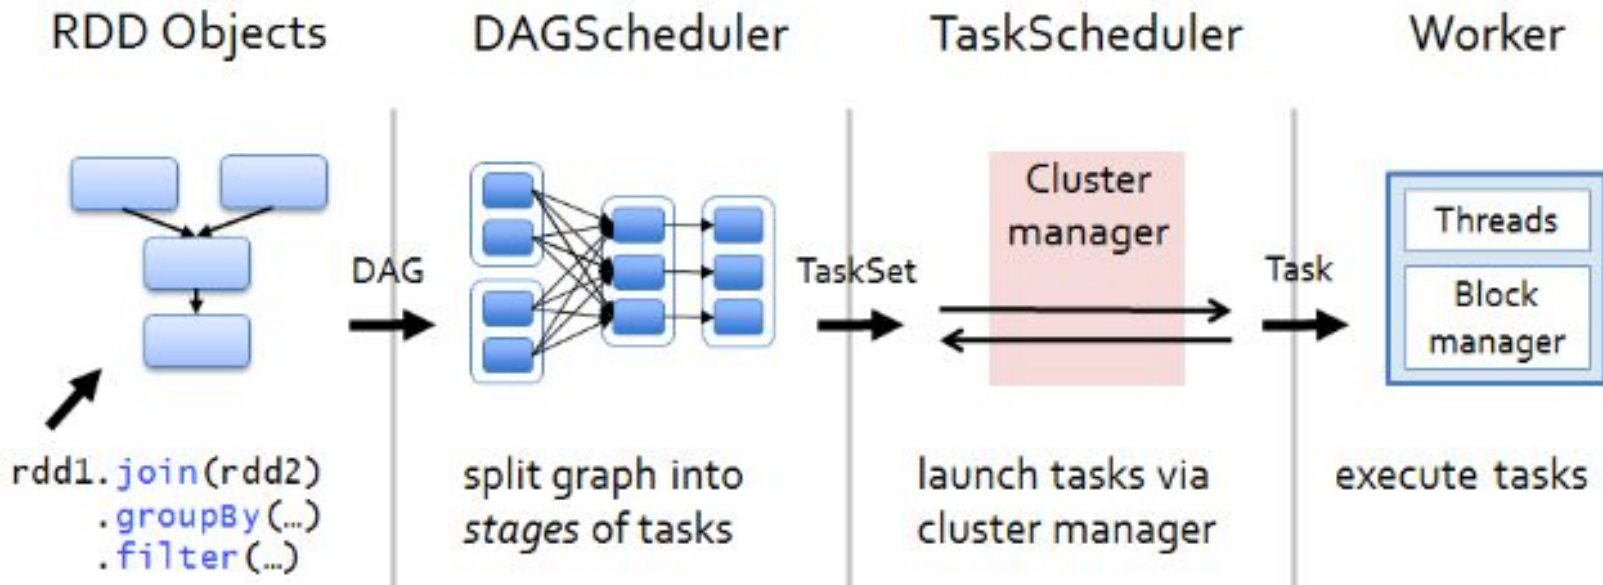 RDD Objects
DAGScheduler
TaskScheduler
Worker
DAG
TaskSet
Cluster
manager
Task
Threads
Block
manager
rdd1.join(rdd2)
.groupBy(…)
.filter(…)
split graph into
stages of tasks
launch tasks via
cluster manager
execute tasks